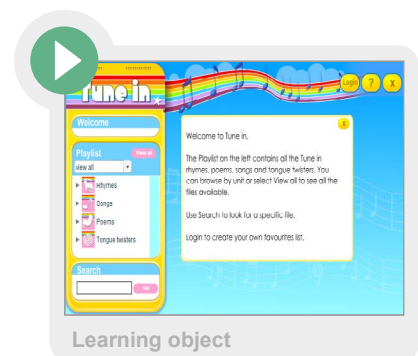 Tune in
Login ? X
Welcome
Playlist
View all
view all
Rhymes
Songs
Poems
Tongue twisters
Search
Go
x
Welcome to Tune in.
The Playlist on the left contains all the Tune in
rhymes, poems, songs and tongue twisters. You
can browse by unit or select View all to see all the
files available.
Use Search to look for a specific file.
Login to create your own favourites list.
Learning object